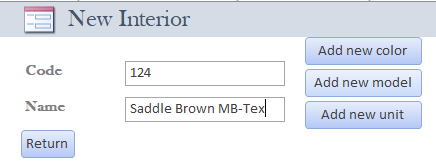 New Interior
Add new color
Code 124
Add new model
Name Saddle Brown MB-Tex
Add new unit
Return